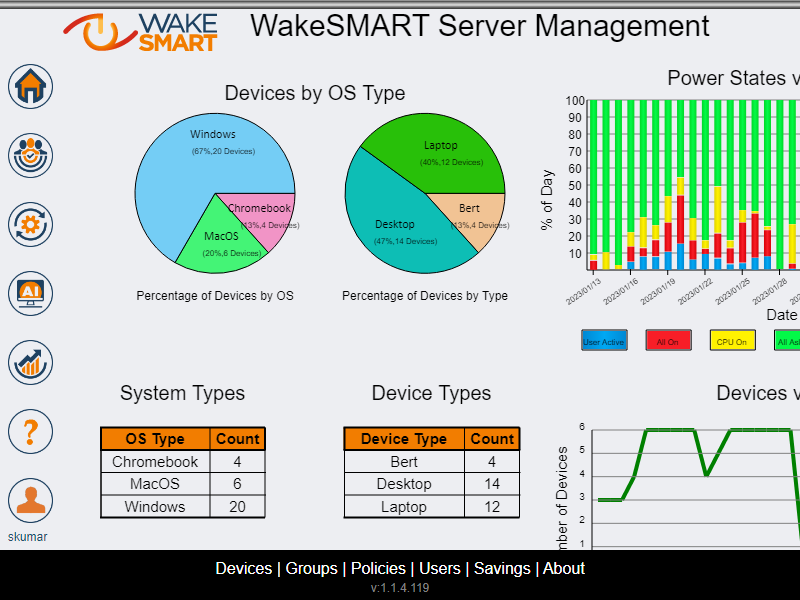 WAKE
SMART
WakeSMART Server Management
Devices by OS Type
Windows
(67%,20 Devices)
Chromebook
(13%,4 Devices)
MacOS
(20%,6 Devices)
Percentage of Devices by OS
Laptop
(40%,12 Devices)
Bert
(13%,4 Devices)
Desktop
(47%,14 Devices)
Percentage of Devices by Type
Power States v
% of Day
100
90
80
70
60
50
40
30
20
10
2023/01/13
2023/01/16
2023/01/19
2023/01/22
2023/01/25
2023/01/28
Date
User Active
All On
CPU On
All As
AI
?
skumar
System Types
OS Type Count
Chromebook 4
MacOS 6
Windows 20
Device Types
Device Type Count
Bert 4
Desktop 14
Laptop 12
Devices v
mber of Devices
6
5
4
3
2
1
Devices | Groups | Policies | Users | Savings | About
v:1.1.4.119